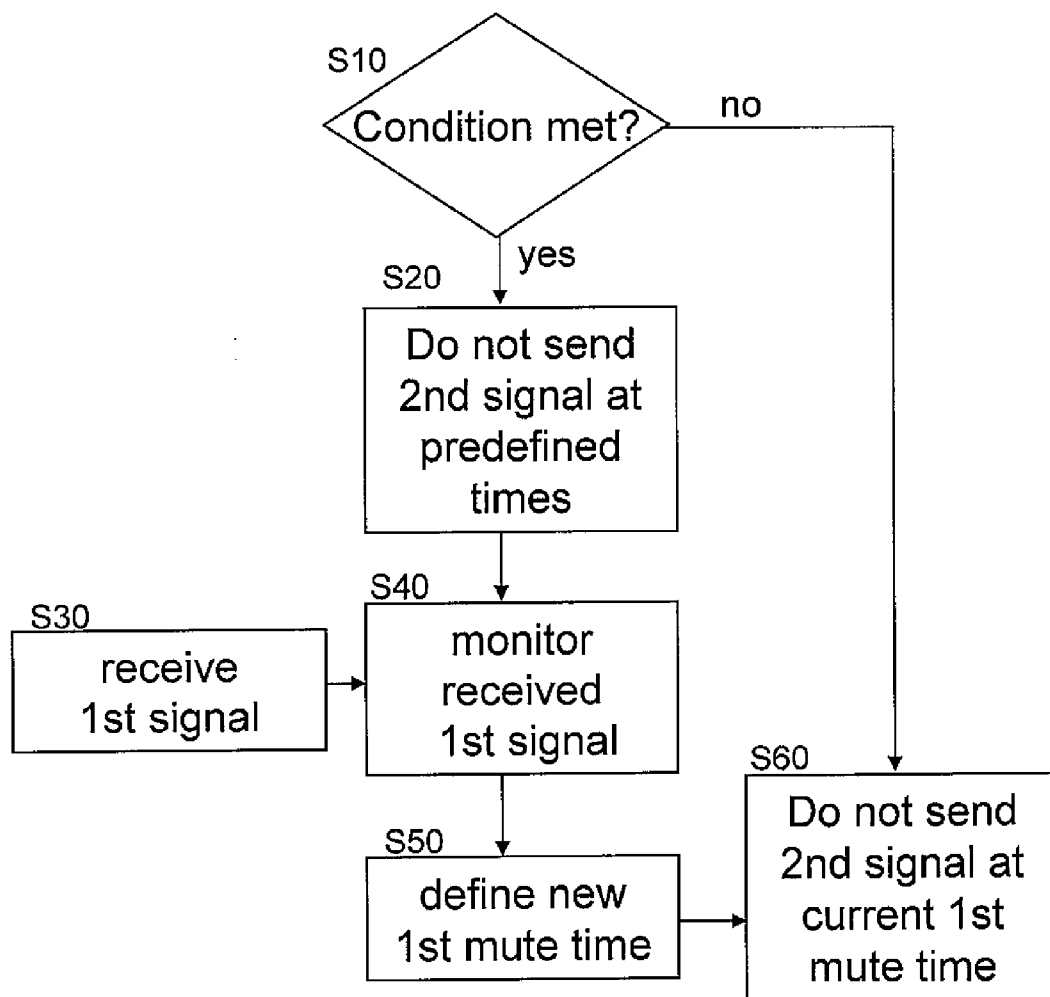 S10
Condition met?
no
yes
S20
Do not send
2nd signal at
predefined
times
S30
receive
1st signal
S40
monitor
received
1st signal
S50
define new
1st mute time
S60
Do not send
2nd signal at
current 1st
mute time